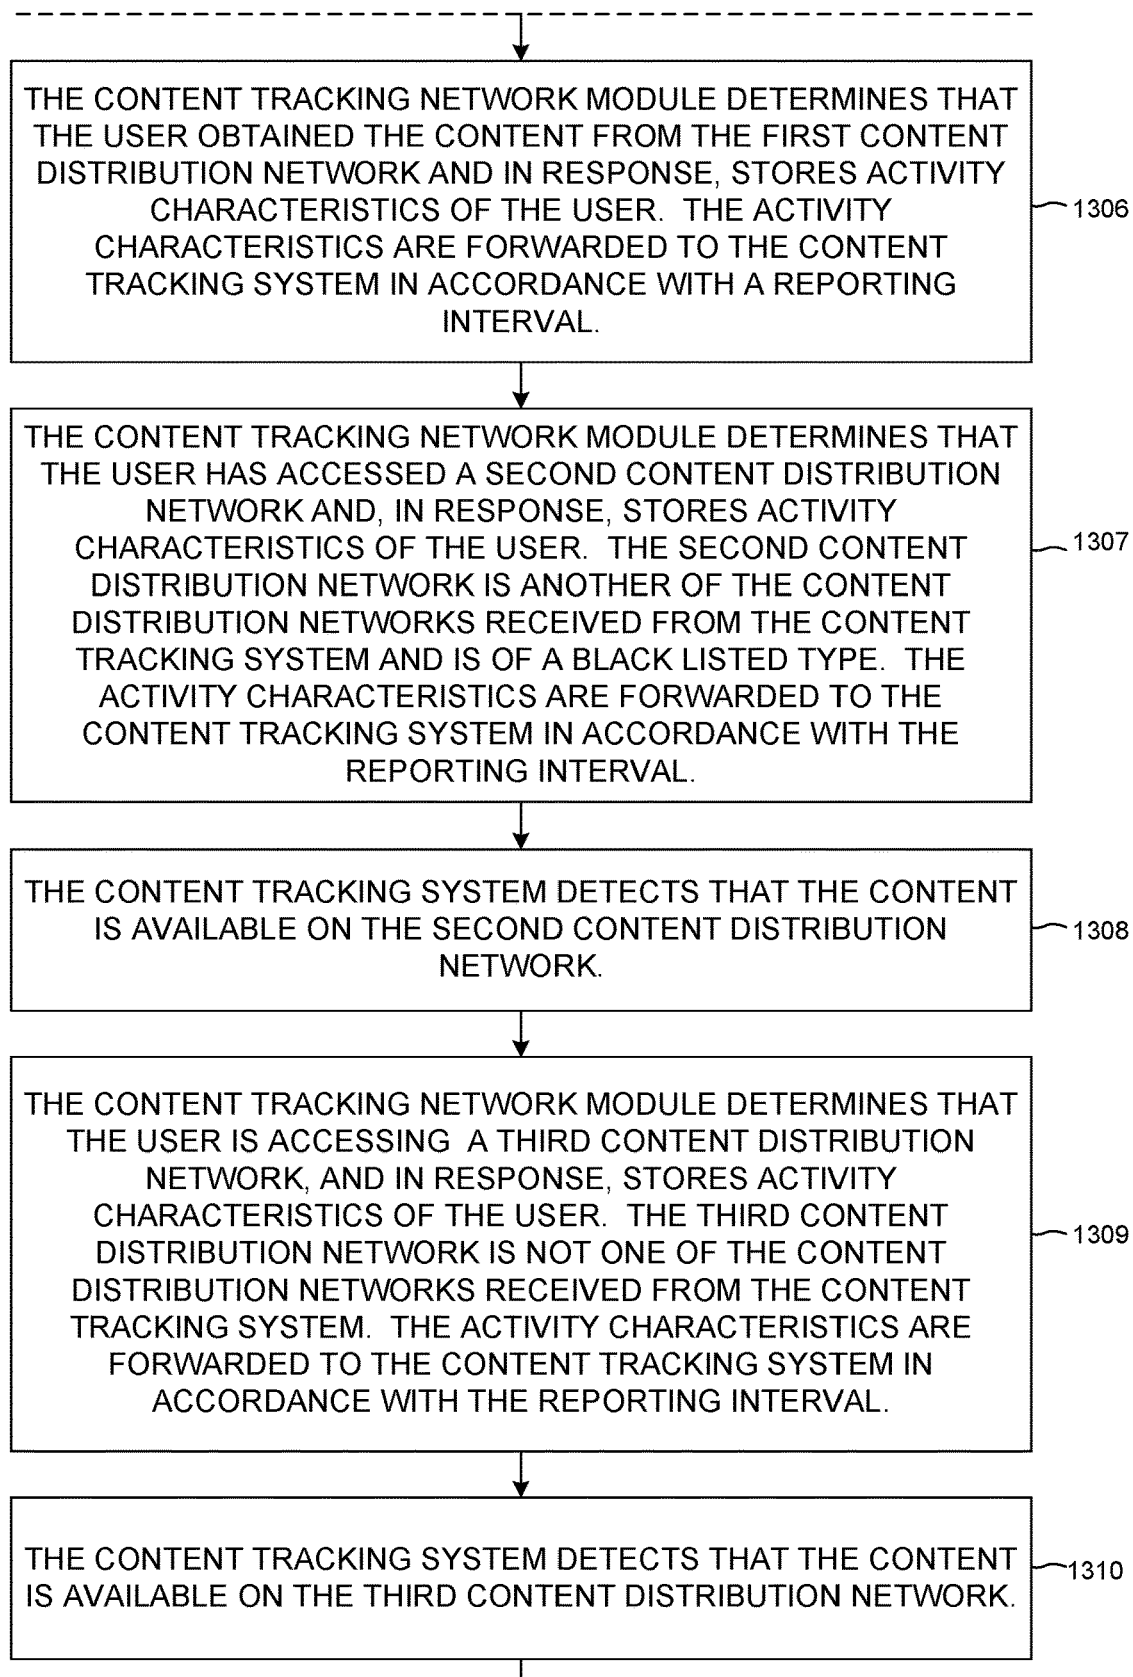 THE CONTENT TRACKING NETWORK MODULE DETERMINES THAT
THE USER OBTAINED THE CONTENT FROM THE FIRST CONTENT
DISTRIBUTION NETWORK AND IN RESPONSE, STORES ACTIVITY
CHARACTERISTICS OF THE USER. THE ACTIVITY
CHARACTERISTICS ARE FORWARDED TO THE CONTENT
TRACKING SYSTEM IN ACCORDANCE WITH A REPORTING
INTERVAL.
1306
THE CONTENT TRACKING NETWORK MODULE DETERMINES THAT
THE USER HAS ACCESSED A SECOND CONTENT DISTRIBUTION
NETWORK AND, IN RESPONSE, STORES ACTIVITY
CHARACTERISTICS OF THE USER. THE SECOND CONTENT
DISTRIBUTION NETWORK IS ANOTHER OF THE CONTENT
DISTRIBUTION NETWORKS RECEIVED FROM THE CONTENT
TRACKING SYSTEM AND IS OF A BLACK LISTED TYPE. THE
ACTIVITY CHARACTERISTICS ARE FORWARDED TO THE
CONTENT TRACKING SYSTEM IN ACCORDANCE WITH THE
REPORTING INTERVAL.
1307
THE CONTENT TRACKING SYSTEM DETECTS THAT THE CONTENT
IS AVAILABLE ON THE SECOND CONTENT DISTRIBUTION
NETWORK.
1308
THE CONTENT TRACKING NETWORK MODULE DETERMINES THAT
THE USER IS ACCESSING A THIRD CONTENT DISTRIBUTION
NETWORK, AND IN RESPONSE, STORES ACTIVITY
CHARACTERISTICS OF THE USER. THE THIRD CONTENT
DISTRIBUTION NETWORK IS NOT ONE OF THE CONTENT
DISTRIBUTION NETWORKS RECEIVED FROM THE CONTENT
TRACKING SYSTEM. THE ACTIVITY CHARACTERISTICS ARE
FORWARDED TO THE CONTENT TRACKING SYSTEM IN
ACCORDANCE WITH THE REPORTING INTERVAL.
1309
THE CONTENT TRACKING SYSTEM DETECTS THAT THE CONTENT
IS AVAILABLE ON THE THIRD CONTENT DISTRIBUTION NETWORK.
1310